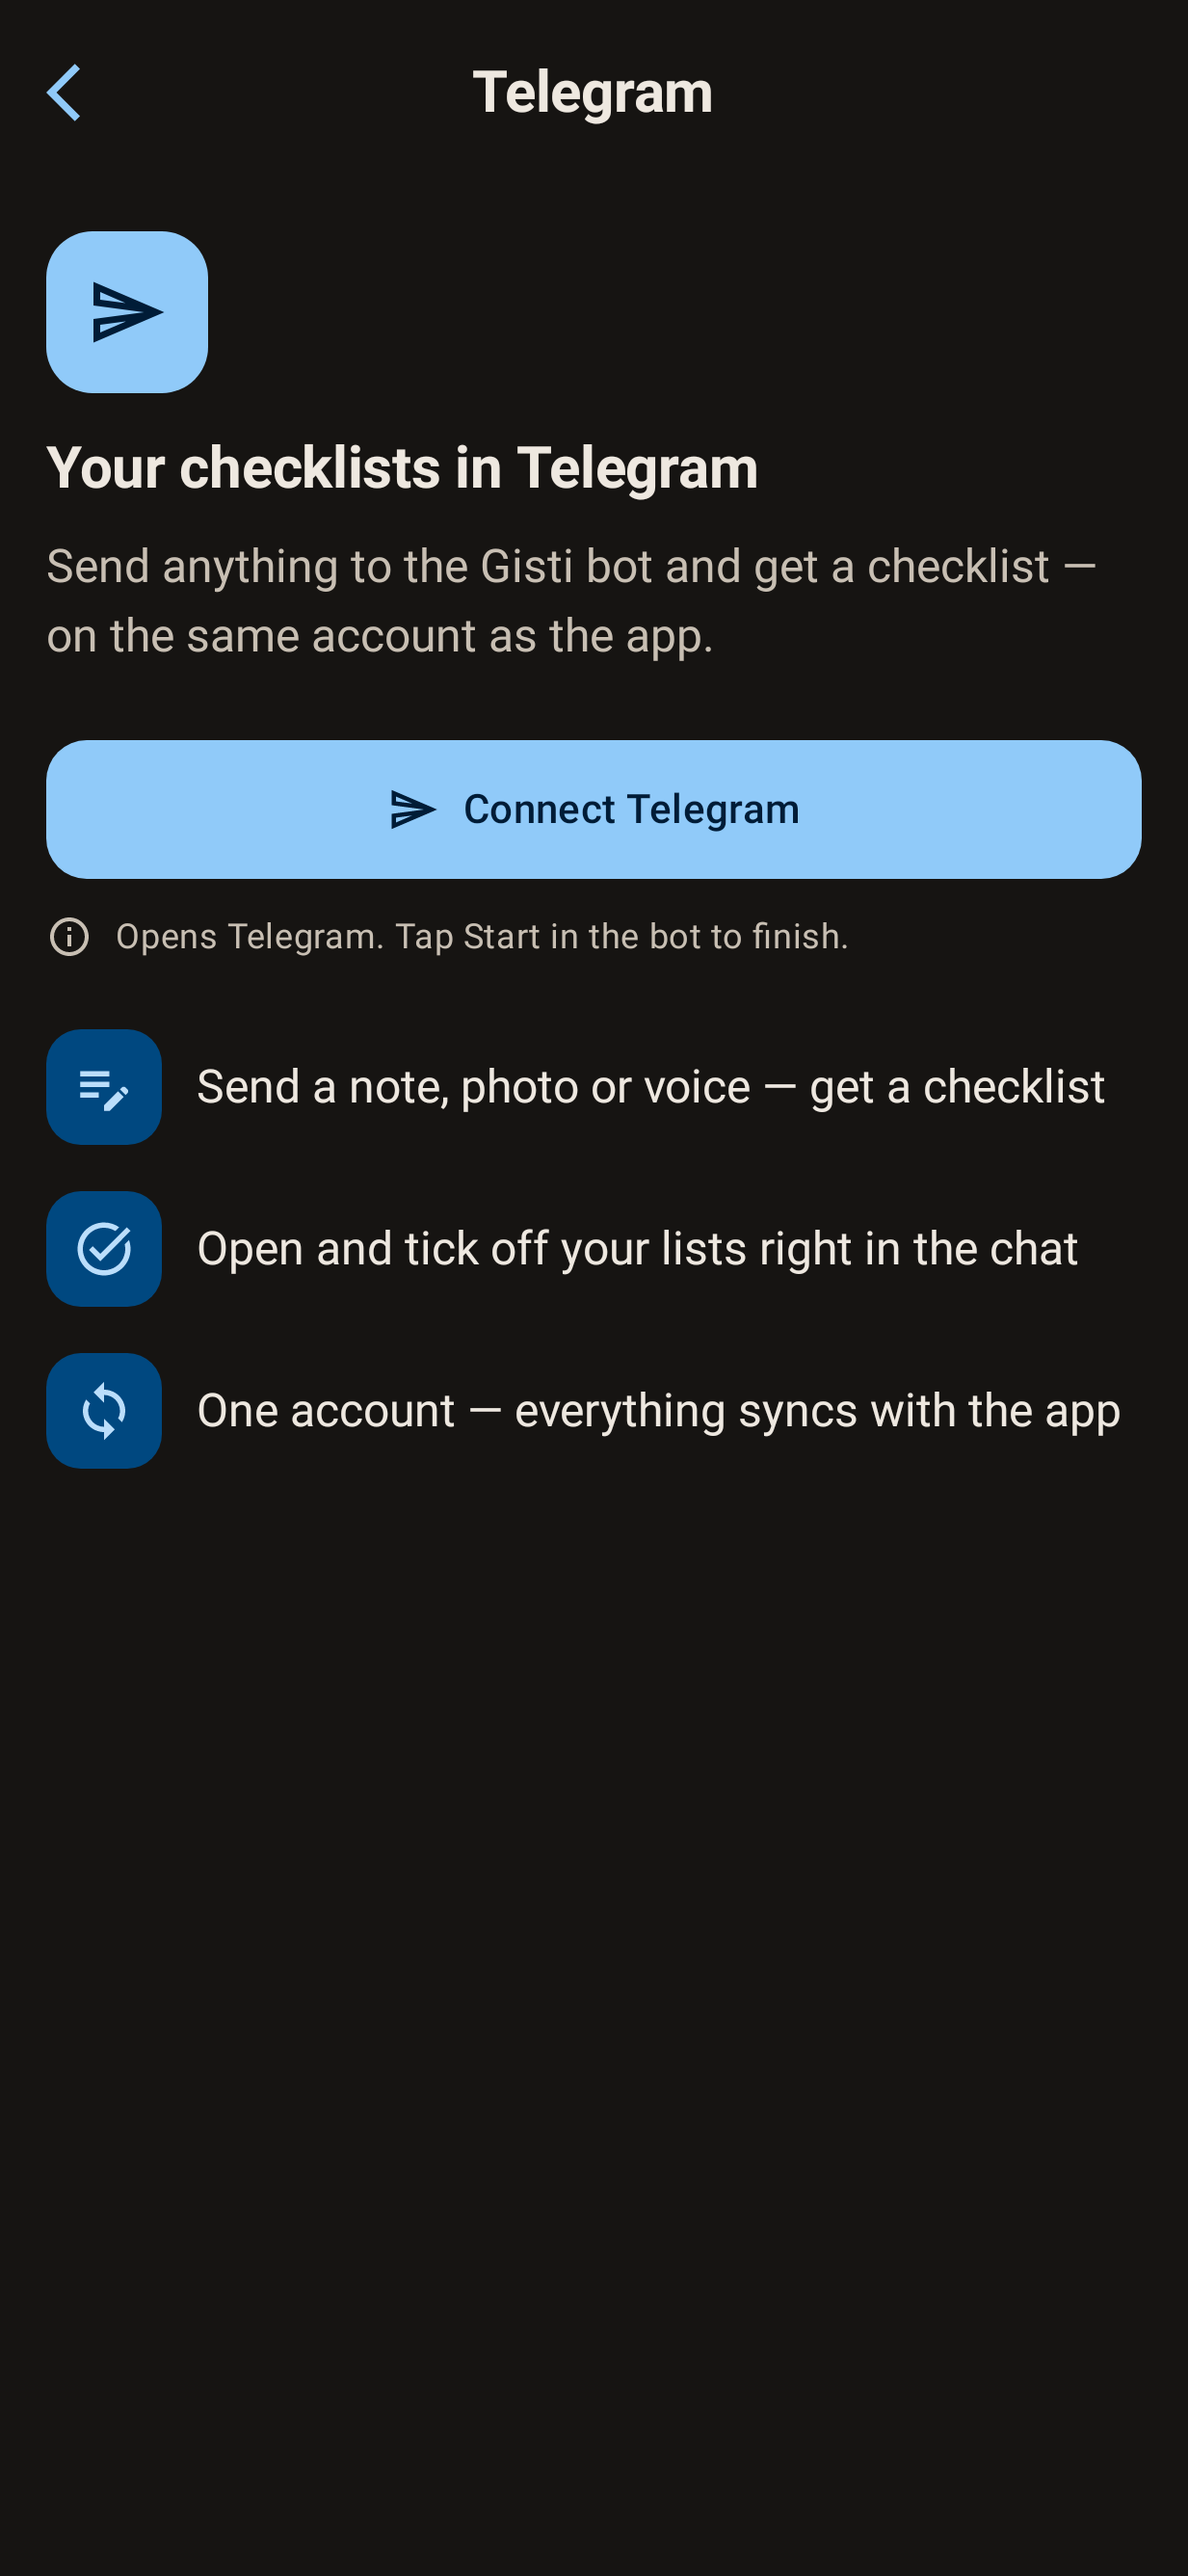 Telegram
Your checklists in Telegram
Send anything to the Gisti bot and get a checklist —
on the same account as the app.
Connect Telegram
Opens Telegram. Tap Start in the bot to finish.
Send a note, photo or voice — get a checklist
Open and tick off your lists right in the chat
One account — everything syncs with the app